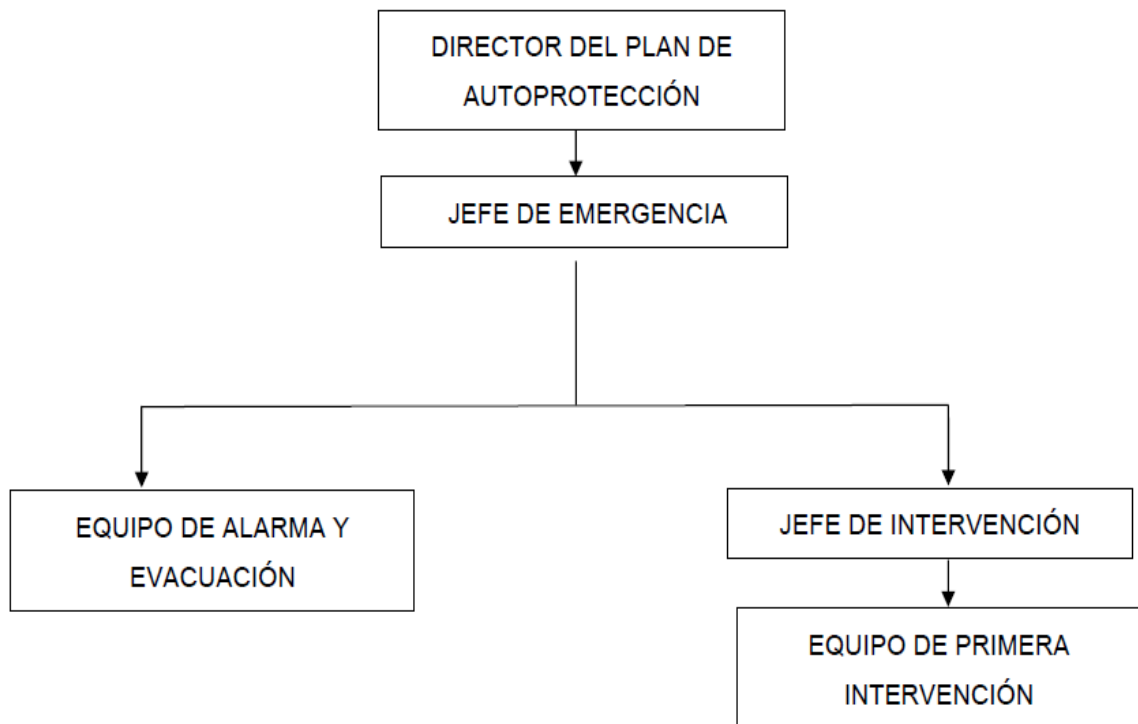 DIRECTOR DEL PLAN DE
AUTOPROTECCIÓN
JEFE DE EMERGENCIA
EQUIPO DE ALARMA Y
EVACUACIÓN
JEFE DE INTERVENCIÓN
EQUIPO DE PRIMERA
INTERVENCIÓN